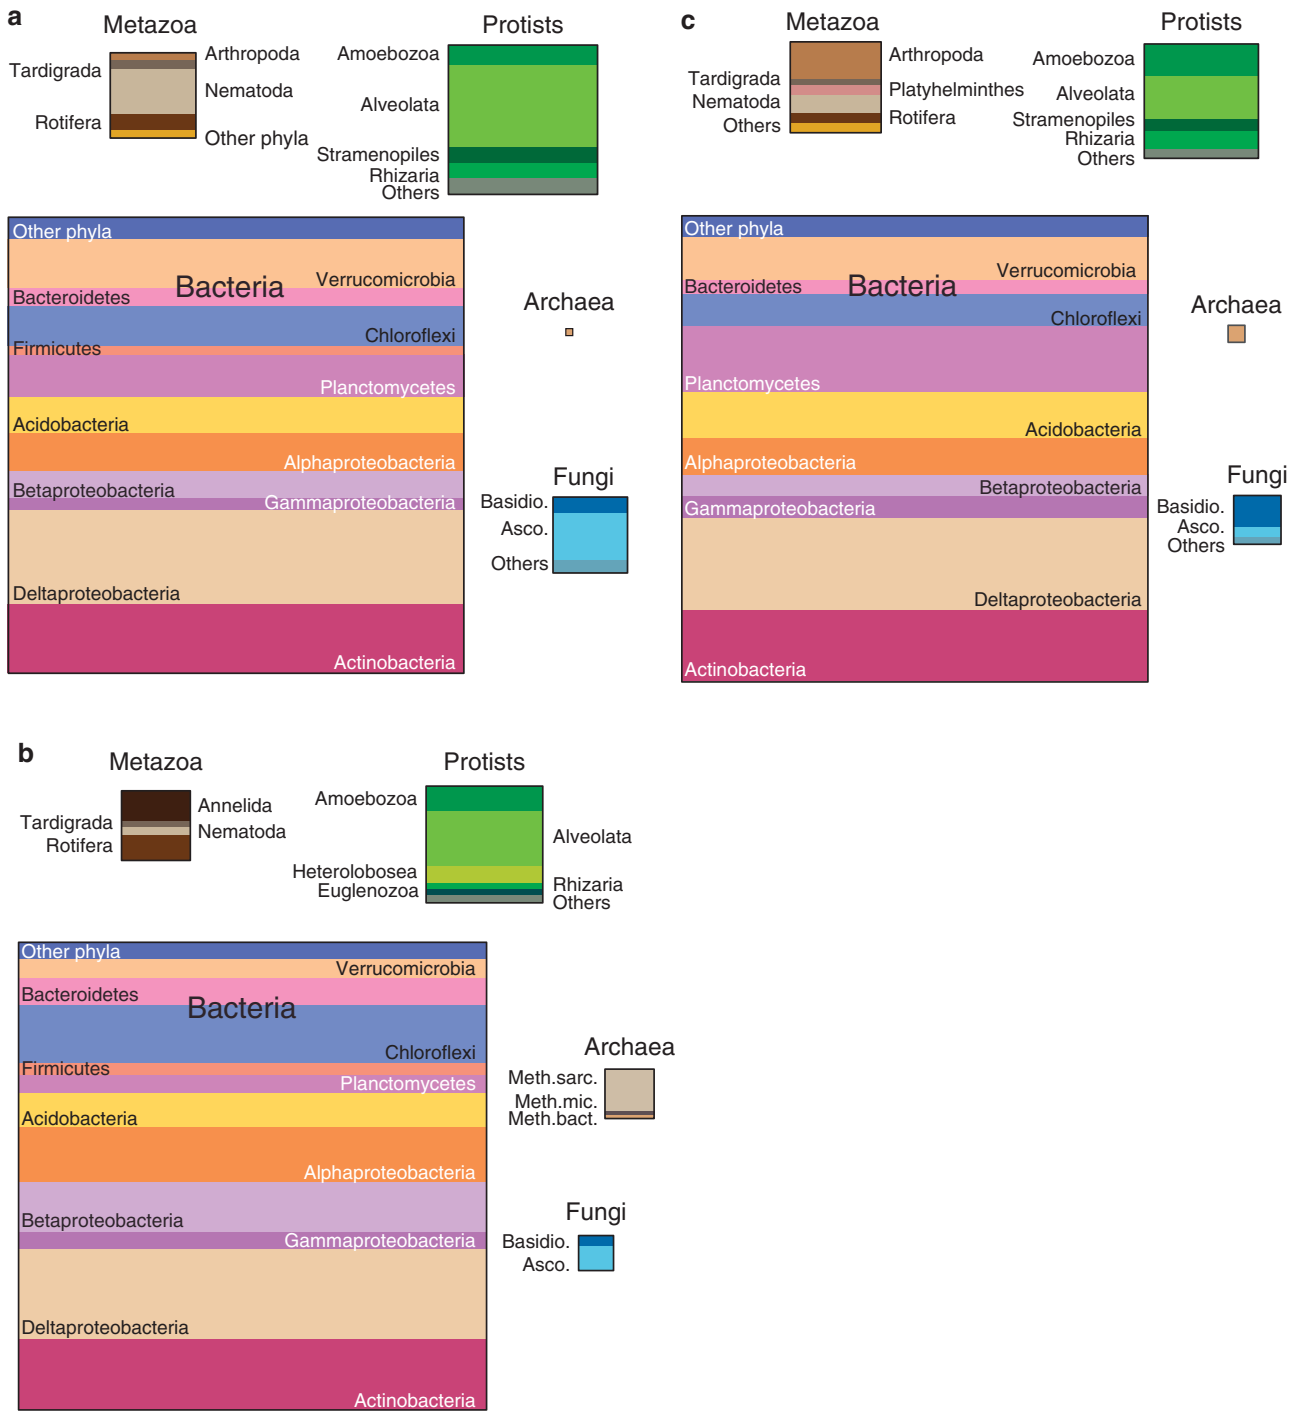 a
Metazoa
Tardigrada
Rotifera
Arthropoda
Nematoda
Other phyla
Protists
Amoebozoa
Alveolata
Stramenopiles
Rhizaria
Others
Other phyla
Bacteria
Verrucomicrobia
Bacteroidetes
Chloroflexi
Firmicutes
Planctomycetes
Acidobacteria
Alphaproteobacteria
Betaproteobacteria
Gammaproteobacteria
Deltaproteobacteria
Actinobacteria
Archaea
Fungi
Basidio.
Asco.
Others
c
Metazoa
Tardigrada
Nematoda
Others
Arthropoda
Platyhelminthes
Rotifera
Protists
Amoebozoa
Alveolata
Stramenopiles
Rhizaria
Others
Other phyla
Bacteria
Verrucomicrobia
Bacteroidetes
Chloroflexi
Planctomycetes
Acidobacteria
Alphaproteobacteria
Betaproteobacteria
Gammaproteobacteria
Deltaproteobacteria
Actinobacteria
Archaea
Fungi
Basidio.
Asco.
Others
b
Metazoa
Tardigrada
Rotifera
Annelida
Nematoda
Protists
Amoebozoa
Alveolata
Heterolobosea
Euglenozoa
Rhizaria
Others
Other phyla
Verrucomicrobia
Bacteroidetes
Bacteria
Chloroflexi
Firmicutes
Planctomycetes
Acidobacteria
Alphaproteobacteria
Betaproteobacteria
Gammaproteobacteria
Deltaproteobacteria
Actinobacteria
Archaea
Meth.sarc.
Meth.mic.
Meth.bact.
Fungi
Basidio.
Asco.